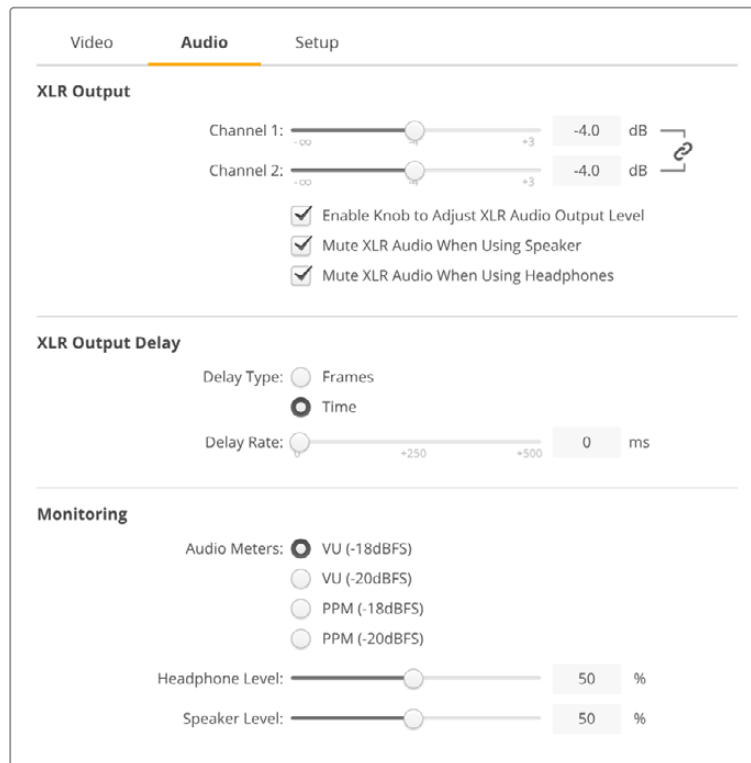 Video Audio Setup
XLR Output
Channel 1: -4.0 dB
-∞ -4 +3
Channel 2: -4.0 dB
-∞ -4 +3
Enable Knob to Adjust XLR Audio Output Level
Mute XLR Audio When Using Speaker
Mute XLR Audio When Using Headphones
XLR Output Delay
Delay Type: Frames
Time
Delay Rate: 0 ms
0 +250 +500
Monitoring
Audio Meters: VU (-18dBFS)
VU (-20dBFS)
PPM (-18dBFS)
PPM (-20dBFS)
Headphone Level: 50 %
Speaker Level: 50 %